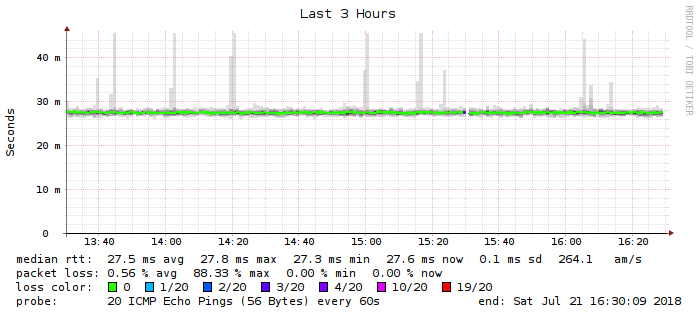 Last 3 Hours
RRDTOOL / TOBI OETIKER
Seconds
40 m
30 m
20 m
10 m
0
13:40 14:00 14:20 14:40 15:00 15:20 15:40 16:00 16:20
median rtt: 27.5 ms avg 27.8 ms max 27.3 ms min 27.6 ms now 0.1 ms sd 264.1 am/s
packet loss: 0.56 % avg 88.33 % max 0.00 % min 0.00 % now
loss color: 0 1/20 2/20 3/20 4/20 10/20 19/20
probe: 20 ICMP Echo Pings (56 Bytes) every 60s end: Sat Jul 21 16:30:09 2018